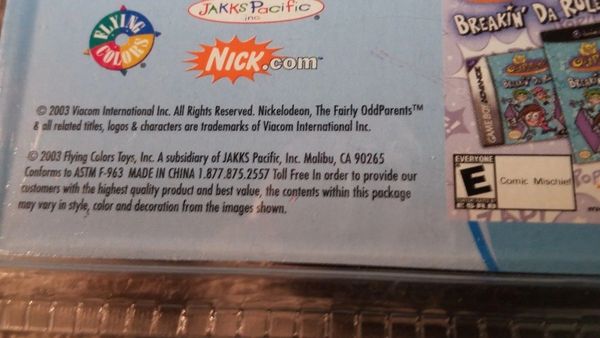 FLYING COLORS
JAKKS Pacific
inc
NICK.com™
BREAKIN' DA RULE
GAME BOY ADVANCE
© 2003 Viacom International Inc. All Rights Reserved. Nickelodeon, The Fairly OddParents™
& all related titles, logos & characters are trademarks of Viacom International Inc.
© 2003 Flying Colors Toys, Inc. A subsidiary of JAKKS Pacific, Inc. Malibu, CA 90265
Conforms to ASTM F-963 MADE IN CHINA 1.877.875.2557 Toll Free In order to provide our
customers with the highest quality product and best value, the contents within this package
may vary in style, color and decoration from the images shown.
EVERYONE
E
Comic Mischief
ESRB